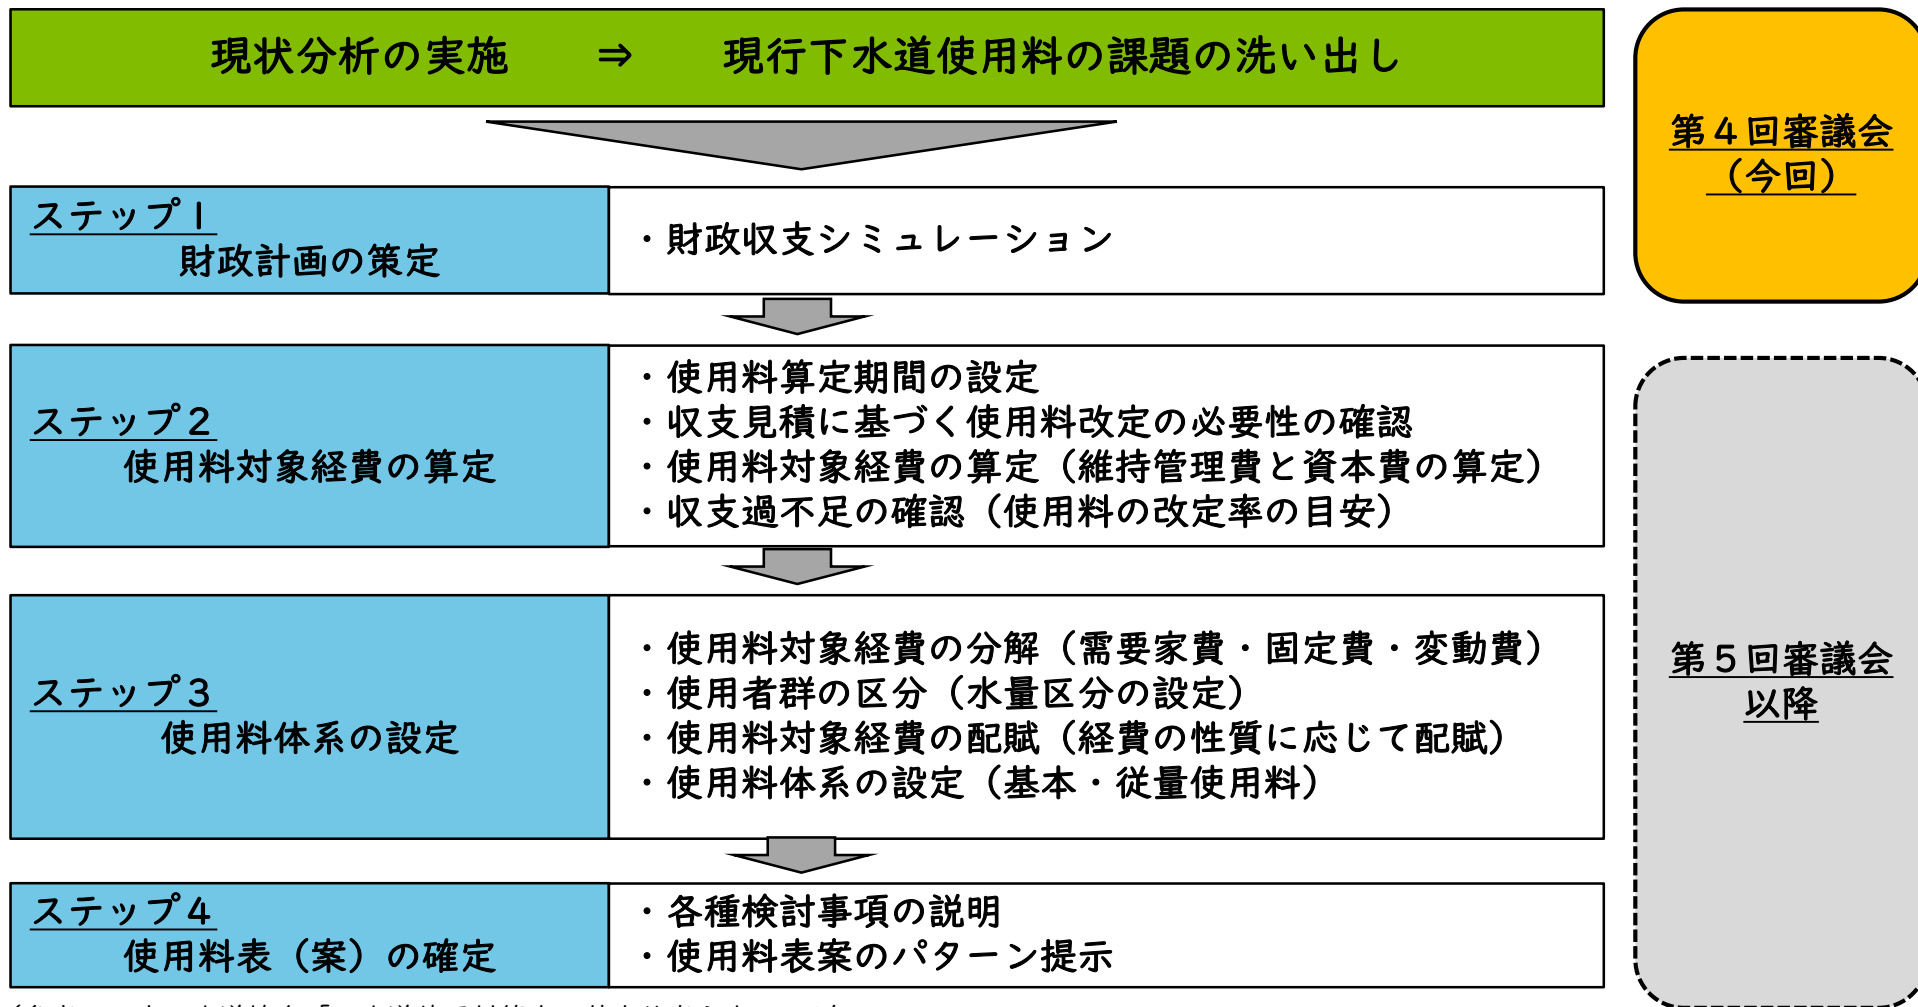 現状分析の実施　⇒　現行下水道使用料の課題の洗い出し
第４回審議会
（今回）
ステップ１
財政計画の策定
・財政収支シミュレーション
ステップ２
使用料対象経費の算定
・使用料算定期間の設定
・収支見積に基づく使用料改定の必要性の確認
・使用料対象経費の算定（維持管理費と資本費の算定）
・収支過不足の確認（使用料の改定率の目安）
ステップ３
使用料体系の設定
・使用料対象経費の分解（需要家費・固定費・変動費）
・使用者群の区分（水量区分の設定）
・使用料対象経費の配賦（経費の性質に応じて配賦）
・使用料体系の設定（基本・従量使用料）
第５回審議会
以降
ステップ４
使用料表（案）の確定
・各種検討事項の説明
・使用料表案のパターン提示